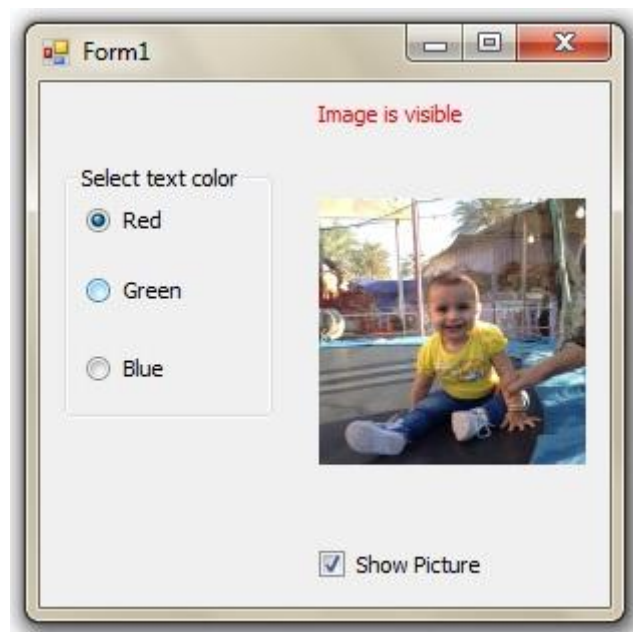 Form1
Image is visible
Select text color
Red
Green
Blue
Show Picture